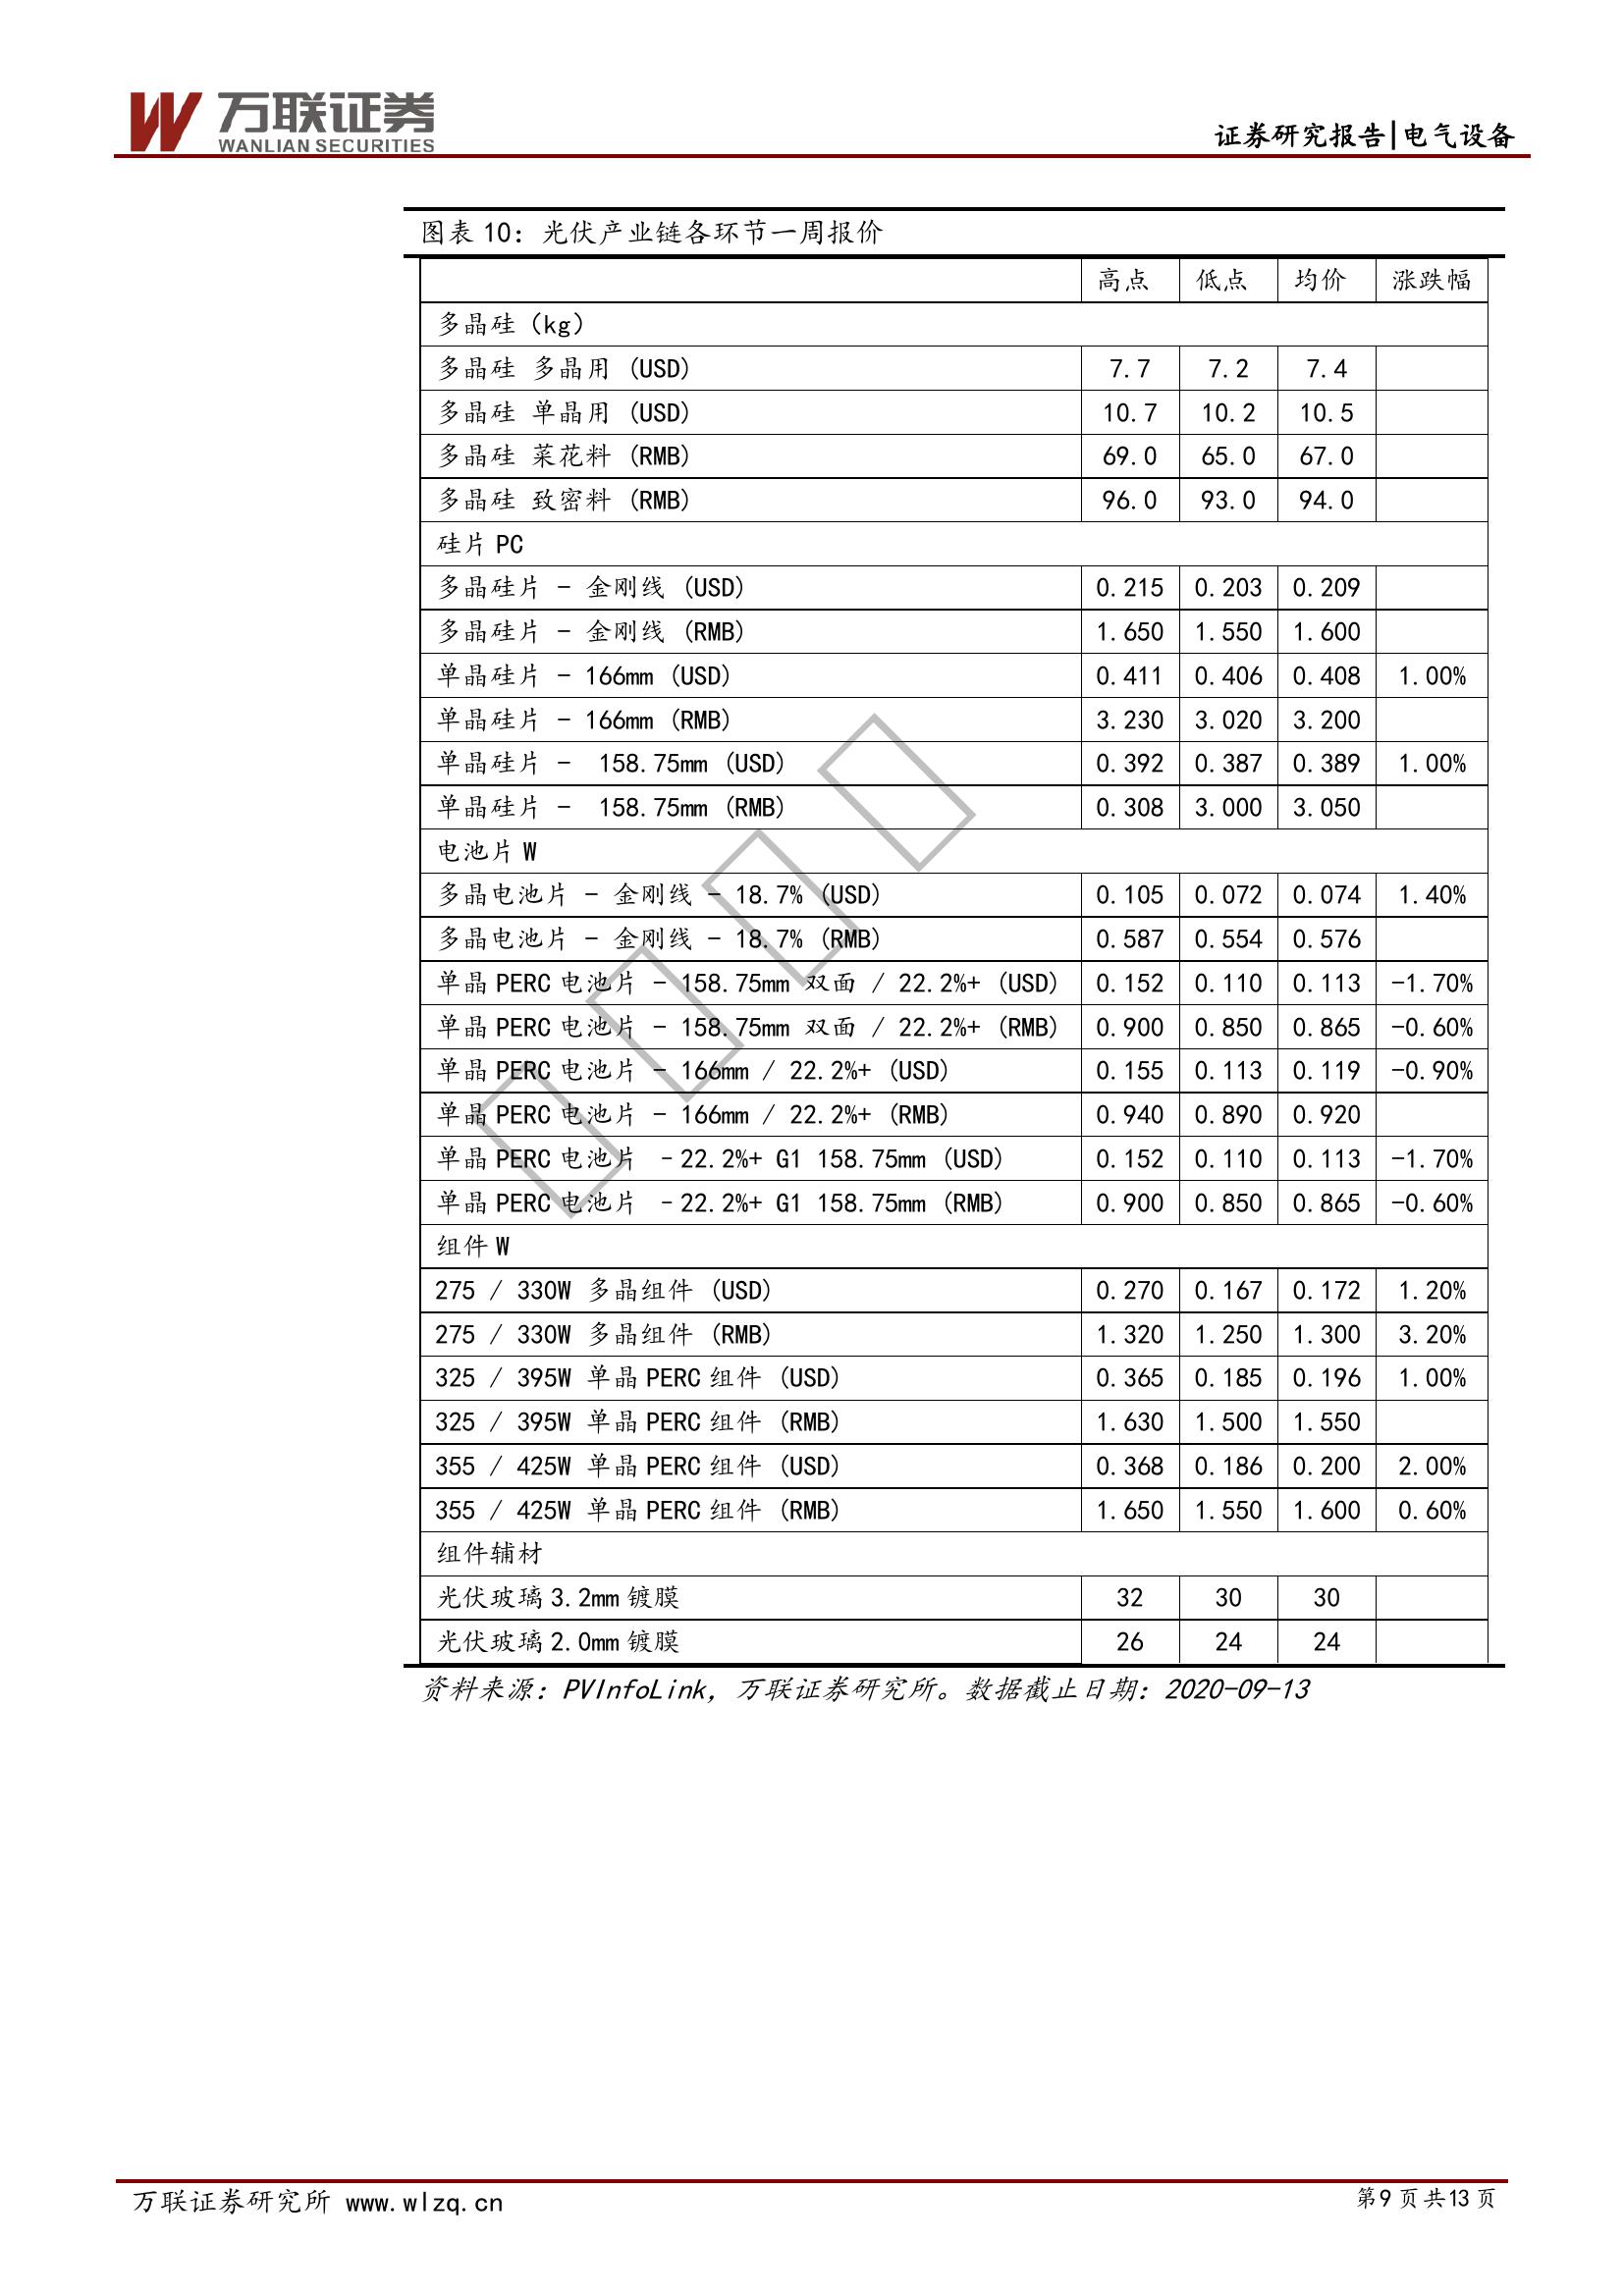 万联证券
WANLIAN SECURITIES
证券研究报告|电气设备
图表 10：光伏产业链各环节一周报价
高点 低点 均价 涨跌幅
多晶硅（kg）
多晶硅 多晶用 (USD) 7.7 7.2 7.4
多晶硅 单晶用 (USD) 10.7 10.2 10.5
多晶硅 菜花料 (RMB) 69.0 65.0 67.0
多晶硅 致密料 (RMB) 96.0 93.0 94.0
硅片 PC
多晶硅片 - 金刚线 (USD) 0.215 0.203 0.209
多晶硅片 - 金刚线 (RMB) 1.650 1.550 1.600
单晶硅片 - 166mm (USD) 0.411 0.406 0.408 1.00%
单晶硅片 - 166mm (RMB) 3.230 3.020 3.200
单晶硅片 - 158.75mm (USD) 0.392 0.387 0.389 1.00%
单晶硅片 - 158.75mm (RMB) 0.308 3.000 3.050
电池片 W
多晶电池片 - 金刚线 - 18.7% (USD) 0.105 0.072 0.074 1.40%
多晶电池片 - 金刚线 - 18.7% (RMB) 0.587 0.554 0.576
单晶 PERC 电池片 - 158.75mm 双面 / 22.2%+ (USD) 0.152 0.110 0.113 -1.70%
单晶 PERC 电池片 - 158.75mm 双面 / 22.2%+ (RMB) 0.900 0.850 0.865 -0.60%
单晶 PERC 电池片 - 166mm / 22.2%+ (USD) 0.155 0.113 0.119 -0.90%
单晶 PERC 电池片 - 166mm / 22.2%+ (RMB) 0.940 0.890 0.920
单晶 PERC 电池片 -22.2%+ G1 158.75mm (USD) 0.152 0.110 0.113 -1.70%
单晶 PERC 电池片 -22.2%+ G1 158.75mm (RMB) 0.900 0.850 0.865 -0.60%
组件 W
275 / 330W 多晶组件 (USD) 0.270 0.167 0.172 1.20%
275 / 330W 多晶组件 (RMB) 1.320 1.250 1.300 3.20%
325 / 395W 单晶 PERC 组件 (USD) 0.365 0.185 0.196 1.00%
325 / 395W 单晶 PERC 组件 (RMB) 1.630 1.500 1.550
355 / 425W 单晶 PERC 组件 (USD) 0.368 0.186 0.200 2.00%
355 / 425W 单晶 PERC 组件 (RMB) 1.650 1.550 1.600 0.60%
组件辅材
光伏玻璃 3.2mm 镀膜 32 30 30
光伏玻璃 2.0mm 镀膜 26 24 24
资料来源：PVInfoLink，万联证券研究所。数据截止日期：2020-09-13
万联证券研究所 www.wlzq.cn 第 9 页 共 13 页